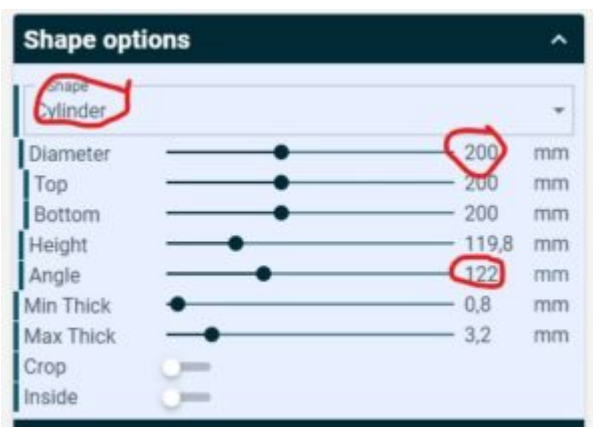 Shape options
Shape
Cylinder
Diameter 200 mm
Top 200 mm
Bottom 200 mm
Height 119,8 mm
Angle 122 mm
Min Thick 0,8 mm
Max Thick 3,2 mm
Crop
Inside